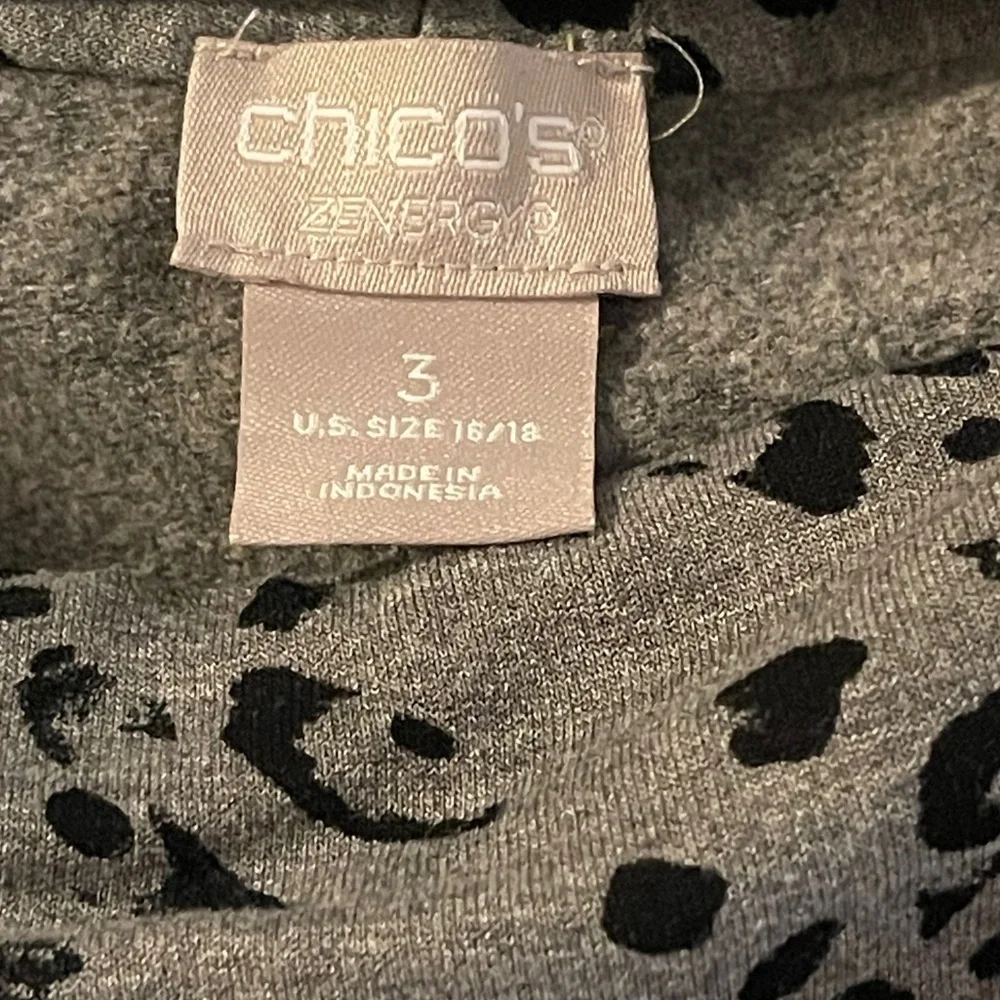 chico's®
ZENERGY®
3
U.S. SIZE 16/18
MADE IN
INDONESIA